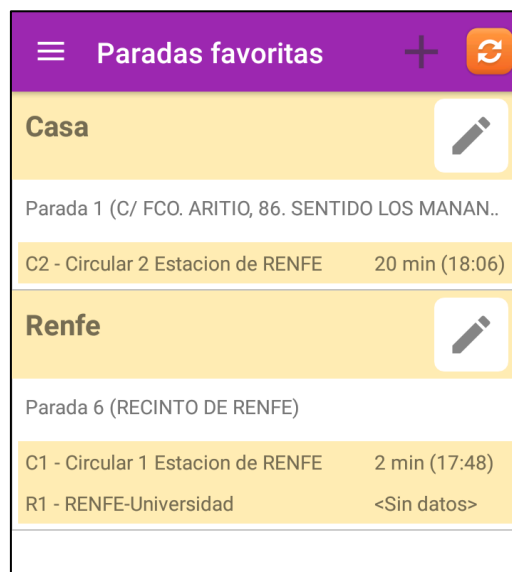 Paradas favoritas
Casa
Parada 1 (C/ FCO. ARITIO, 86. SENTIDO LOS MANAN..
C2 - Circular 2 Estacion de RENFE 20 min (18:06)
Renfe
Parada 6 (RECINTO DE RENFE)
C1 - Circular 1 Estacion de RENFE 2 min (17:48)
R1 - RENFE-Universidad <Sin datos>